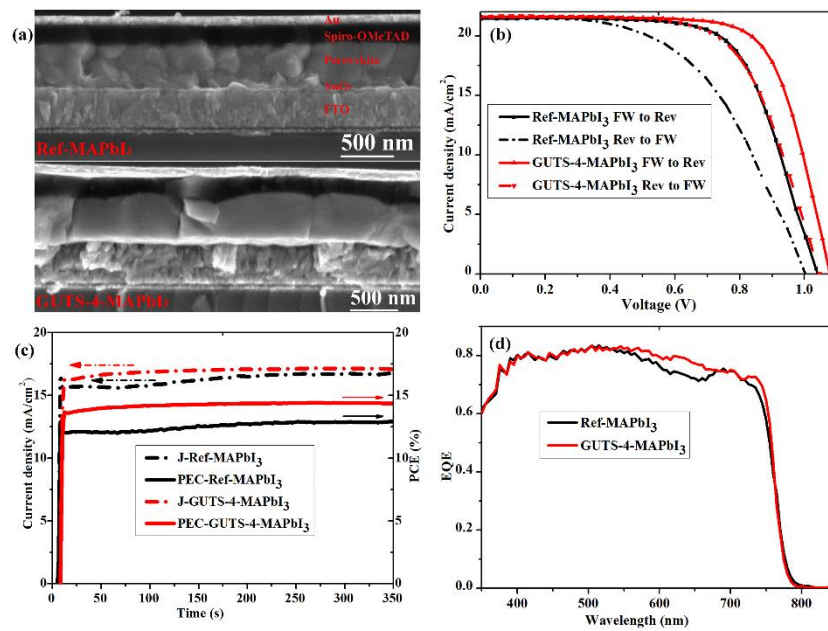 (a)
Au
Spiro-OMeTAD
Perovskite
SnO₂
FTO
Ref-MAPbI₃
500 nm
GUTS-4-MAPbI₃
500 nm
(b)
Current density (mA/cm²)
20
15
10
5
0
Ref-MAPbI₃ FW to Rev
Ref-MAPbI₃ Rev to FW
GUTS-4-MAPbI₃ FW to Rev
GUTS-4-MAPbI₃ Rev to FW
0.0 0.2 0.4 0.6 0.8 1.0
Voltage (V)
(c)
Current density (mA/cm²)
20
15
10
5
0
J-Ref-MAPbI₃
PEC-Ref-MAPbI₃
J-GUTS-4-MAPbI₃
PEC-GUTS-4-MAPbI₃
20
15
10
5
0
PCE (%)
0 50 100 150 200 250 300 350
Time (s)
(d)
EQE
0.8
0.4
0.0
Ref-MAPbI₃
GUTS-4-MAPbI₃
400 500 600 700 800
Wavelength (nm)